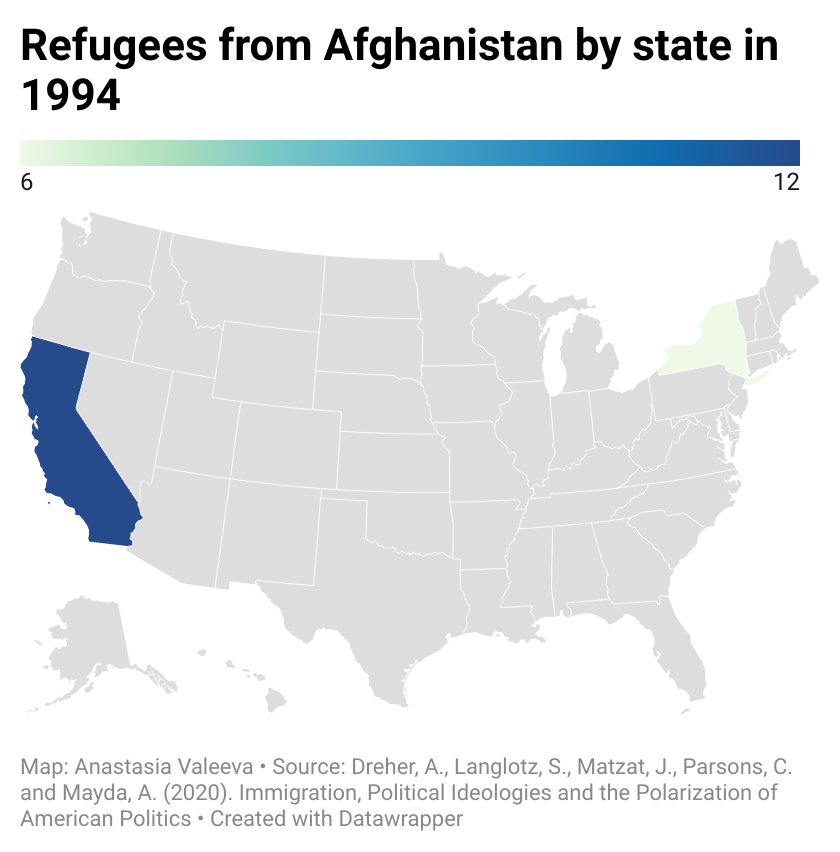 Refugees from Afghanistan by state in
1994
6
12
Map: Anastasia Valeeva • Source: Dreher, A., Langlotz, S., Matzat, J., Parsons, C.
and Mayda, A. (2020). Immigration, Political Ideologies and the Polarization of
American Politics • Created with Datawrapper